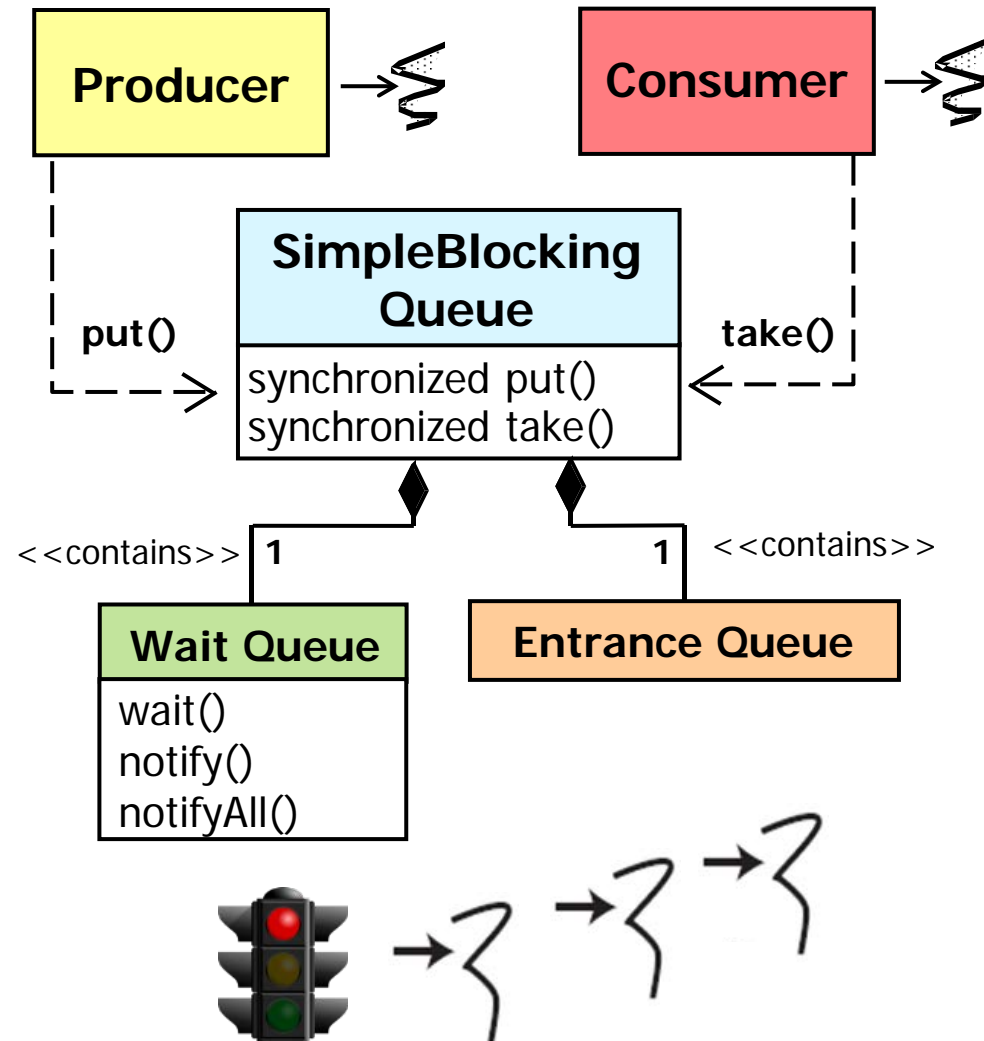 Producer
Consumer
SimpleBlocking
Queue
put()
take()
synchronized put()
synchronized take()
<<contains>>
1
1
<<contains>>
Wait Queue
Entrance Queue
wait()
notify()
notifyAll()